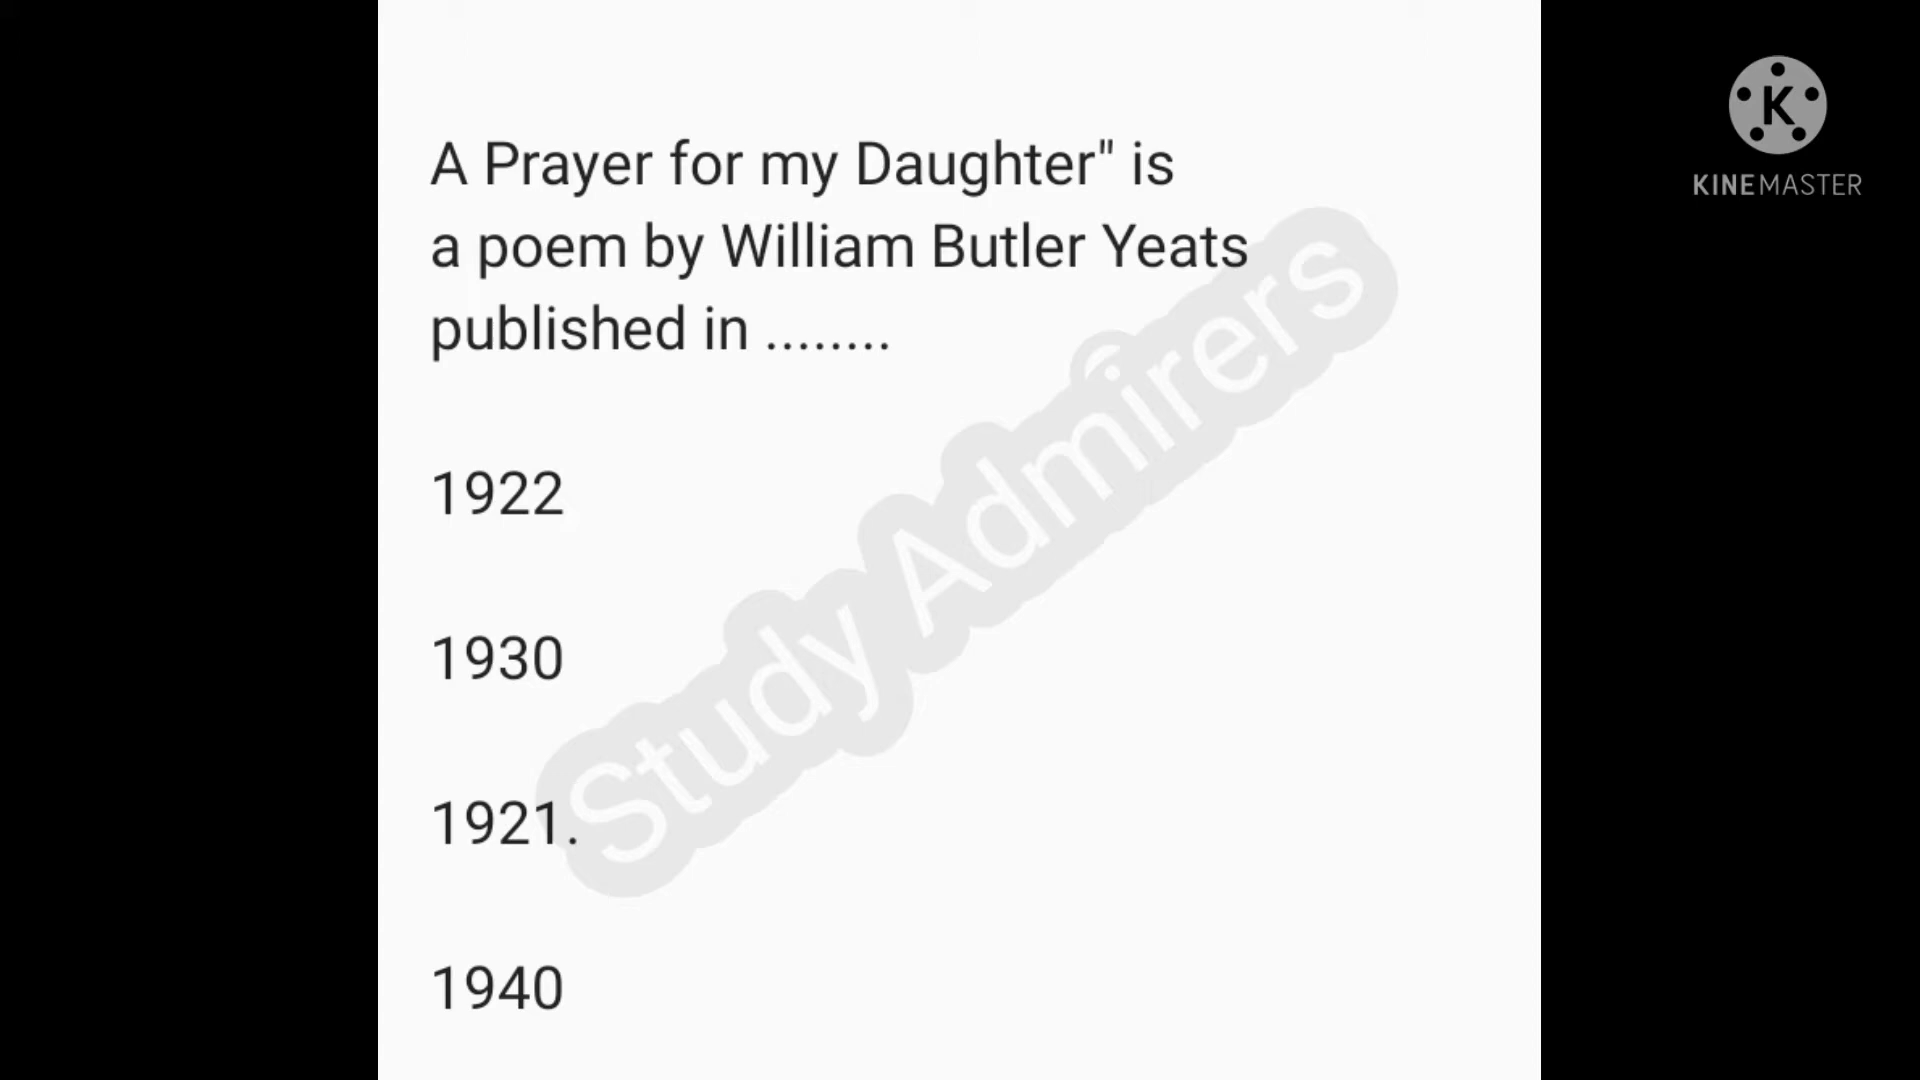 A Prayer for my Daughter" is
a poem by William Butler Yeats
published in ........
1922
1930
1921.
1940
Study Admirers
K
KINEMASTER